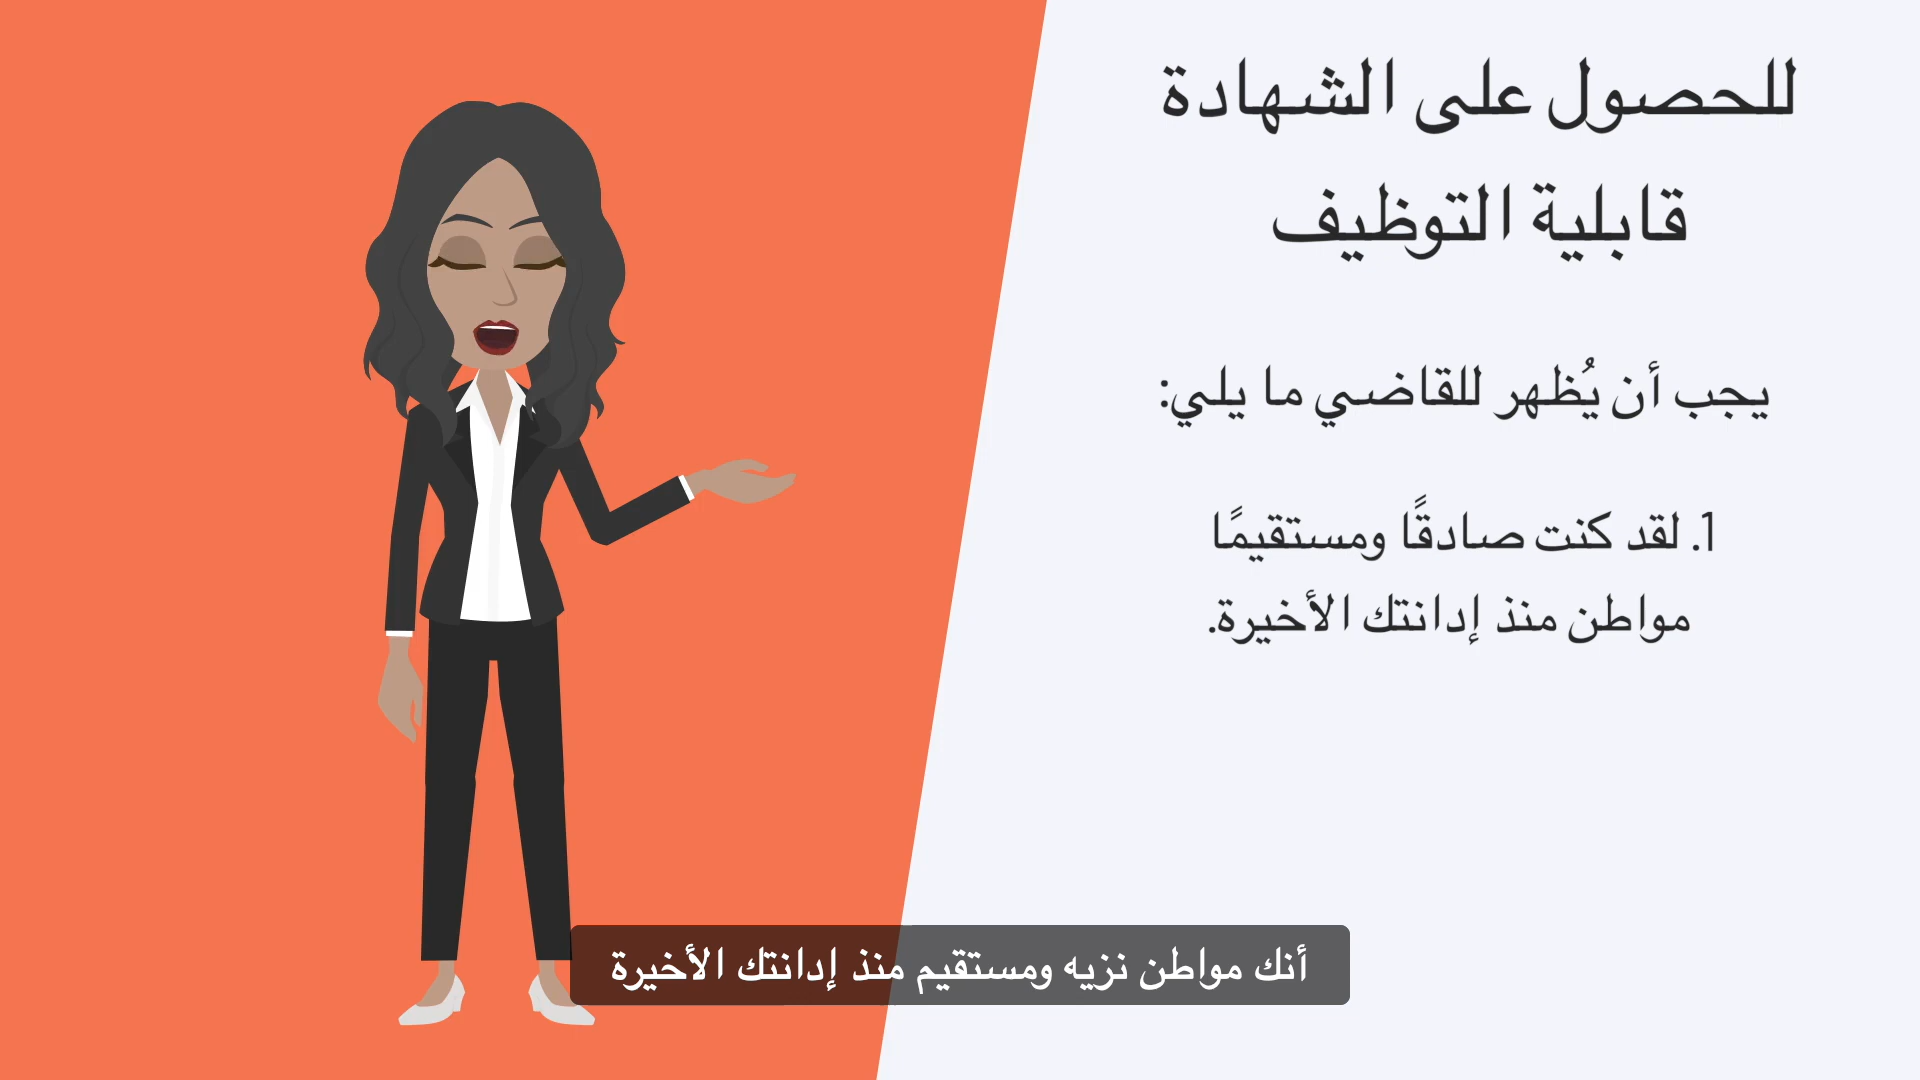 للحصول على الشهادة
قابلية التوظيف
يجب أن يُظهر للقاضي ما يلي:
1. لقد كنت صادقًا ومستقيمًا
مواطن منذ إدانتك الأخيرة.
أنك مواطن نزيه ومستقيم منذ إدانتك الأخيرة